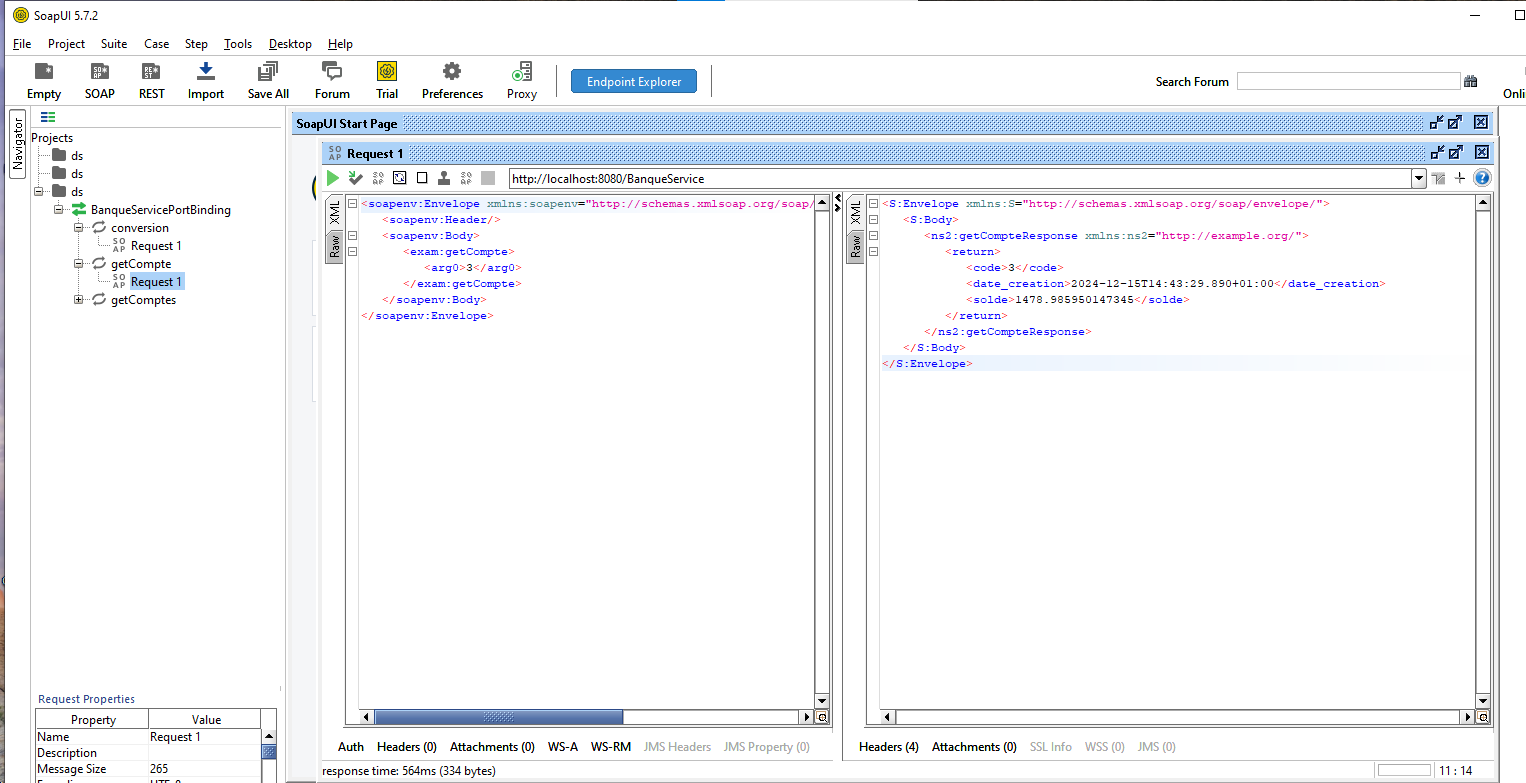 SoapUI 5.7.2
File Project Suite Case Step Tools Desktop Help
Empty SOAP REST Import Save All Forum Trial Preferences Proxy Endpoint Explorer Search Forum Onli
Navigator
Projects
ds
ds
ds
BanqueServicePortBinding
conversion
SOAP Request 1
getCompte
SOAP Request 1
getComptes
Request Properties
Property Value
Name Request 1
Description
Message Size 265
SoapUI Start Page
SOAP Request 1
http://localhost:8080/BanqueService
XML
Raw
<soapenv:Envelope xmlns:soapenv="http://schemas.xmlsoap.org/soap/
<soapenv:Header/>
<soapenv:Body>
<exam:getCompte>
<arg0>3</arg0>
</exam:getCompte>
</soapenv:Body>
</soapenv:Envelope>
Auth Headers (0) Attachments (0) WS-A WS-RM JMS Headers JMS Property (0)
XML
Raw
<S:Envelope xmlns:S="http://schemas.xmlsoap.org/soap/envelope/">
<S:Body>
<ns2:getCompteResponse xmlns:ns2="http://example.org/">
<return>
<code>3</code>
<date_creation>2024-12-15T14:43:29.890+01:00</date_creation>
<solde>1478.985950147345</solde>
</return>
</ns2:getCompteResponse>
</S:Body>
</S:Envelope>
Headers (4) Attachments (0) SSL Info WSS (0) JMS (0)
response time: 564ms (334 bytes)
11 : 14